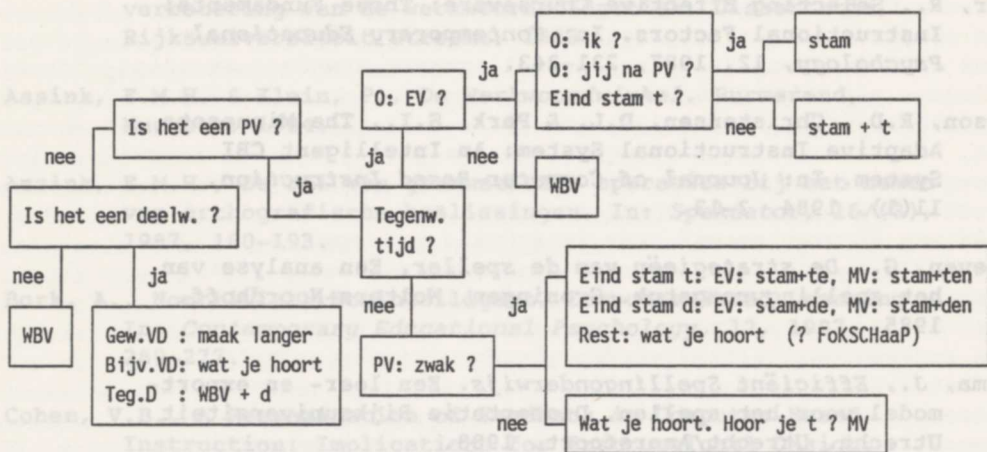 O: ik ?
O: jij na PV ?
Eind stam t ?
ja
stam
nee
stam + t
ja
O: EV ?
nee
WBV
Is het een PV ?
nee
ja
ja
Tegenw.
tijd ?
Is het een deelw. ?
nee
ja
WBV
Gew.VD : maak langer
Bijv.VD: wat je hoort
Teg.D : WBV + d
nee
PV: zwak ?
ja
Eind stam t: EV: stam+te, MV: stam+ten
Eind stam d: EV: stam+de, MV: stam+den
Rest: wat je hoort (? FoKSCHaaP)
nee
Wat je hoort. Hoor je t ? MV